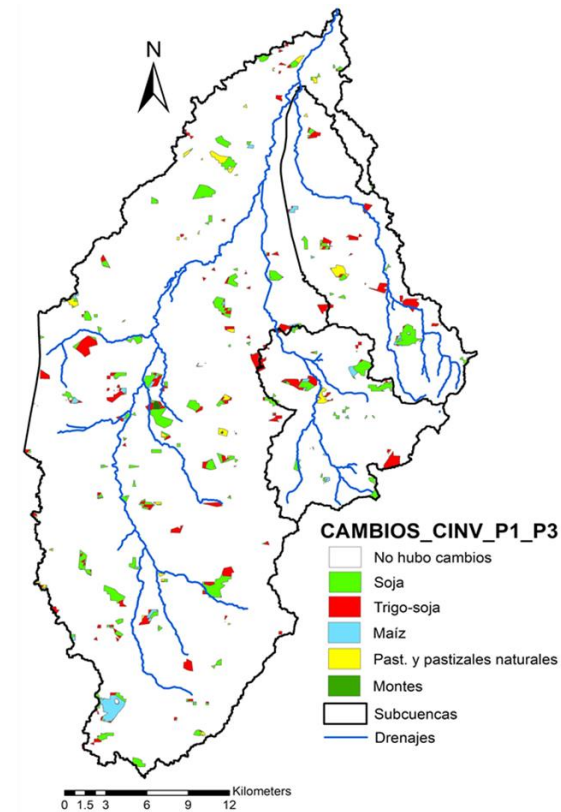 N
CAMBIOS_CINV_P1_P3
No hubo cambios
Soja
Trigo-soja
Maíz
Past. y pastizales naturales
Montes
Subcuencas
Drenajes
Kilometers
0 1.5 3 6 9 12